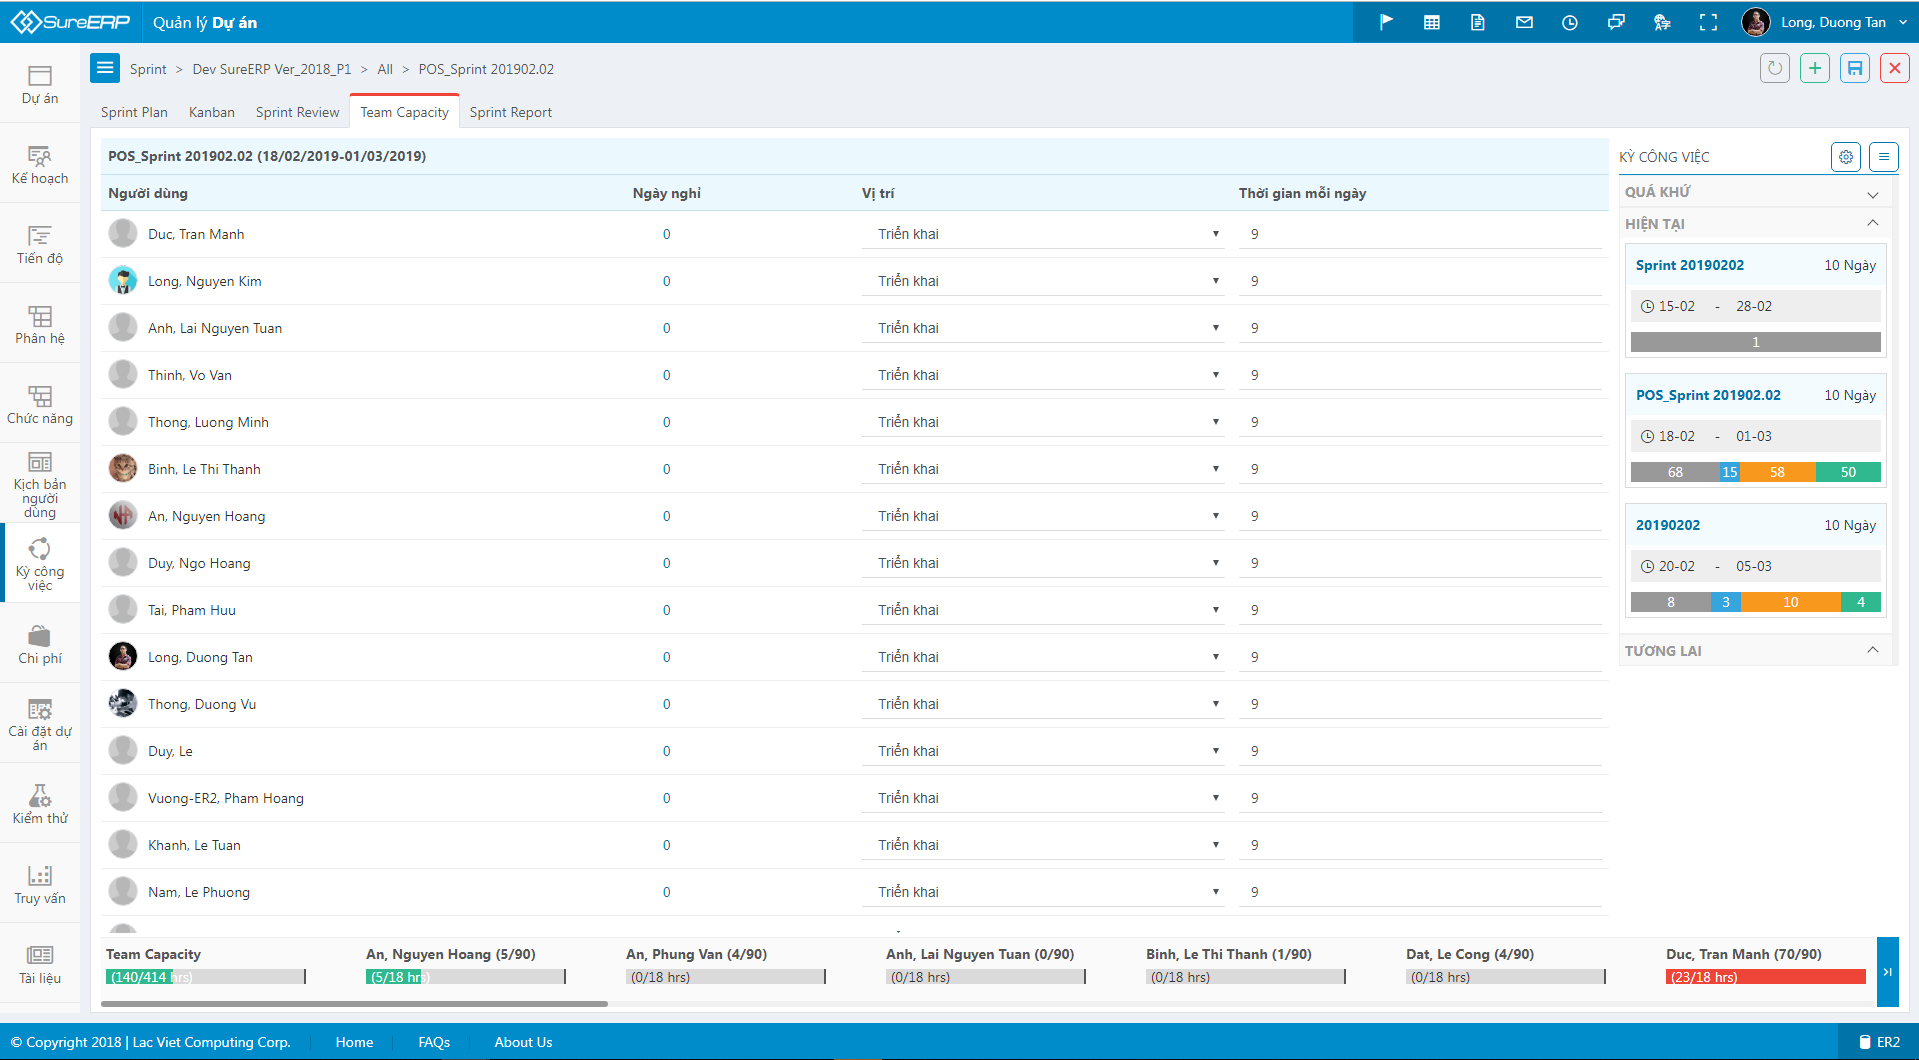 SureERP
Quản lý Dự án
Long, Duong Tan
Sprint > Dev SureERP Ver_2018_P1 > All > POS_Sprint 201902.02
Sprint Plan Kanban Sprint Review Team Capacity Sprint Report
Dự án
Kế hoạch
Tiến độ
Phân hệ
Chức năng
Kịch bản
người
dùng
Kỳ công
việc
Chi phí
Cài đặt dự
án
Kiểm thử
Truy vấn
Tài liệu
POS_Sprint 201902.02 (18/02/2019-01/03/2019)
Người dùng Ngày nghỉ Vị trí Thời gian mỗi ngày
Duc, Tran Manh 0 Triển khai 9
Long, Nguyen Kim 0 Triển khai 9
Anh, Lai Nguyen Tuan 0 Triển khai 9
Thinh, Vo Van 0 Triển khai 9
Thong, Luong Minh 0 Triển khai 9
Binh, Le Thi Thanh 0 Triển khai 9
An, Nguyen Hoang 0 Triển khai 9
Duy, Ngo Hoang 0 Triển khai 9
Tai, Pham Huu 0 Triển khai 9
Long, Duong Tan 0 Triển khai 9
Thong, Duong Vu 0 Triển khai 9
Duy, Le 0 Triển khai 9
Vuong-ER2, Pham Hoang 0 Triển khai 9
Khanh, Le Tuan 0 Triển khai 9
Nam, Le Phuong 0 Triển khai 9
KỲ CÔNG VIỆC
QUÁ KHỨ
HIỆN TẠI
Sprint 20190202 10 Ngày
15-02 - 28-02
1
POS_Sprint 201902.02 10 Ngày
18-02 - 01-03
68 15 58 50
20190202 10 Ngày
20-02 - 05-03
8 3 10 4
TƯƠNG LAI
Team Capacity An, Nguyen Hoang (5/90) An, Phung Van (4/90) Anh, Lai Nguyen Tuan (0/90) Binh, Le Thi Thanh (1/90) Dat, Le Cong (4/90) Duc, Tran Manh (70/90)
(140/414 hrs) (5/18 hrs) (0/18 hrs) (0/18 hrs) (0/18 hrs) (0/18 hrs) (23/18 hrs)
© Copyright 2018 | Lac Viet Computing Corp. Home FAQs About Us ER2